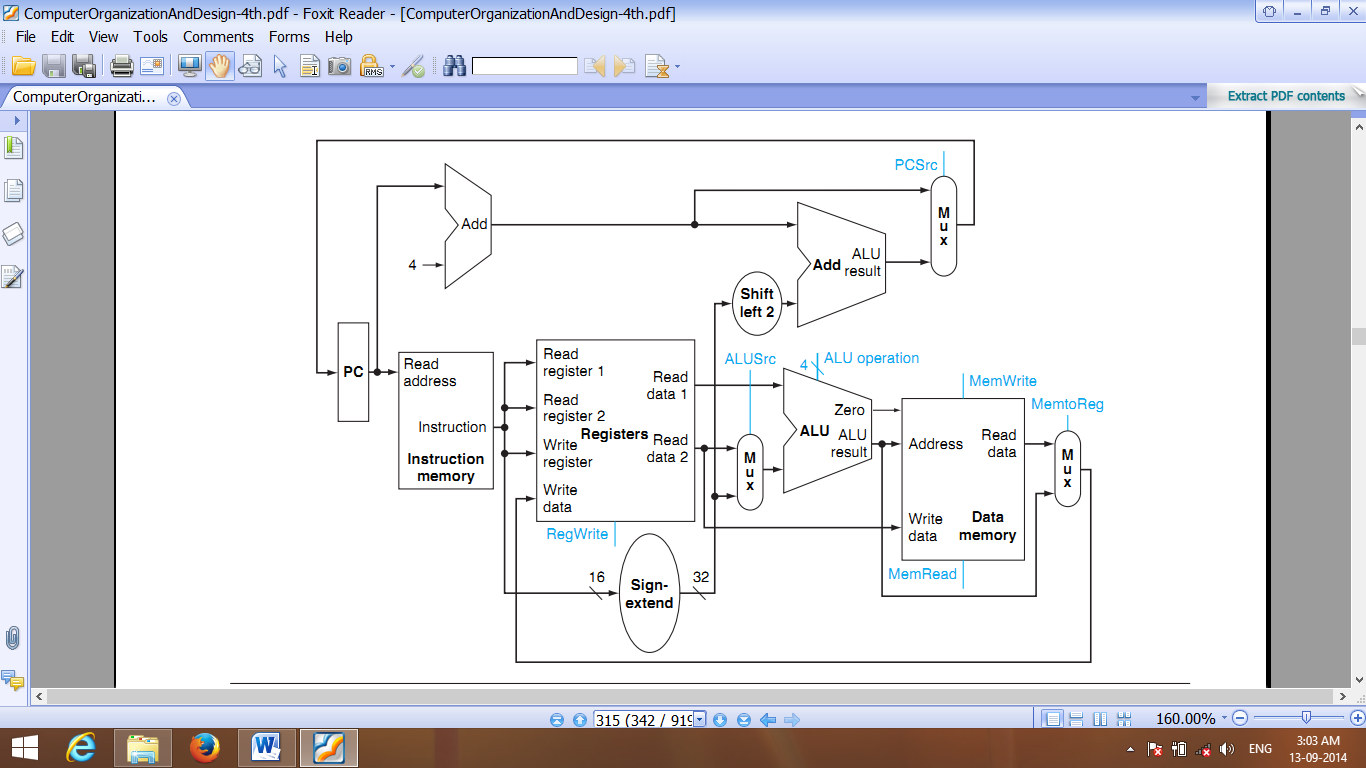 ComputerOrganizationAndDesign-4th.pdf - Foxit Reader - [ComputerOrganizationAndDesign-4th.pdf]
File Edit View Tools Comments Forms Help
RMS
ComputerOrganizati...
Extract PDF contents
PCSrc
Add
4
Mux
Add
ALU
result
Shift
left 2
PC
Read
address
Instruction
Instruction
memory
Read
register 1
Read
register 2
Write
register
Write
data
Registers
Read
data 1
Read
data 2
RegWrite
ALUSrc
Mux
4
ALU operation
Zero
ALU
ALU
result
MemWrite
Address
Read
data
Write
data
Data
memory
MemRead
MemtoReg
Mux
16
Sign-
extend
32
315 (342 / 919
160.00%
ENG
3:03 AM
13-09-2014